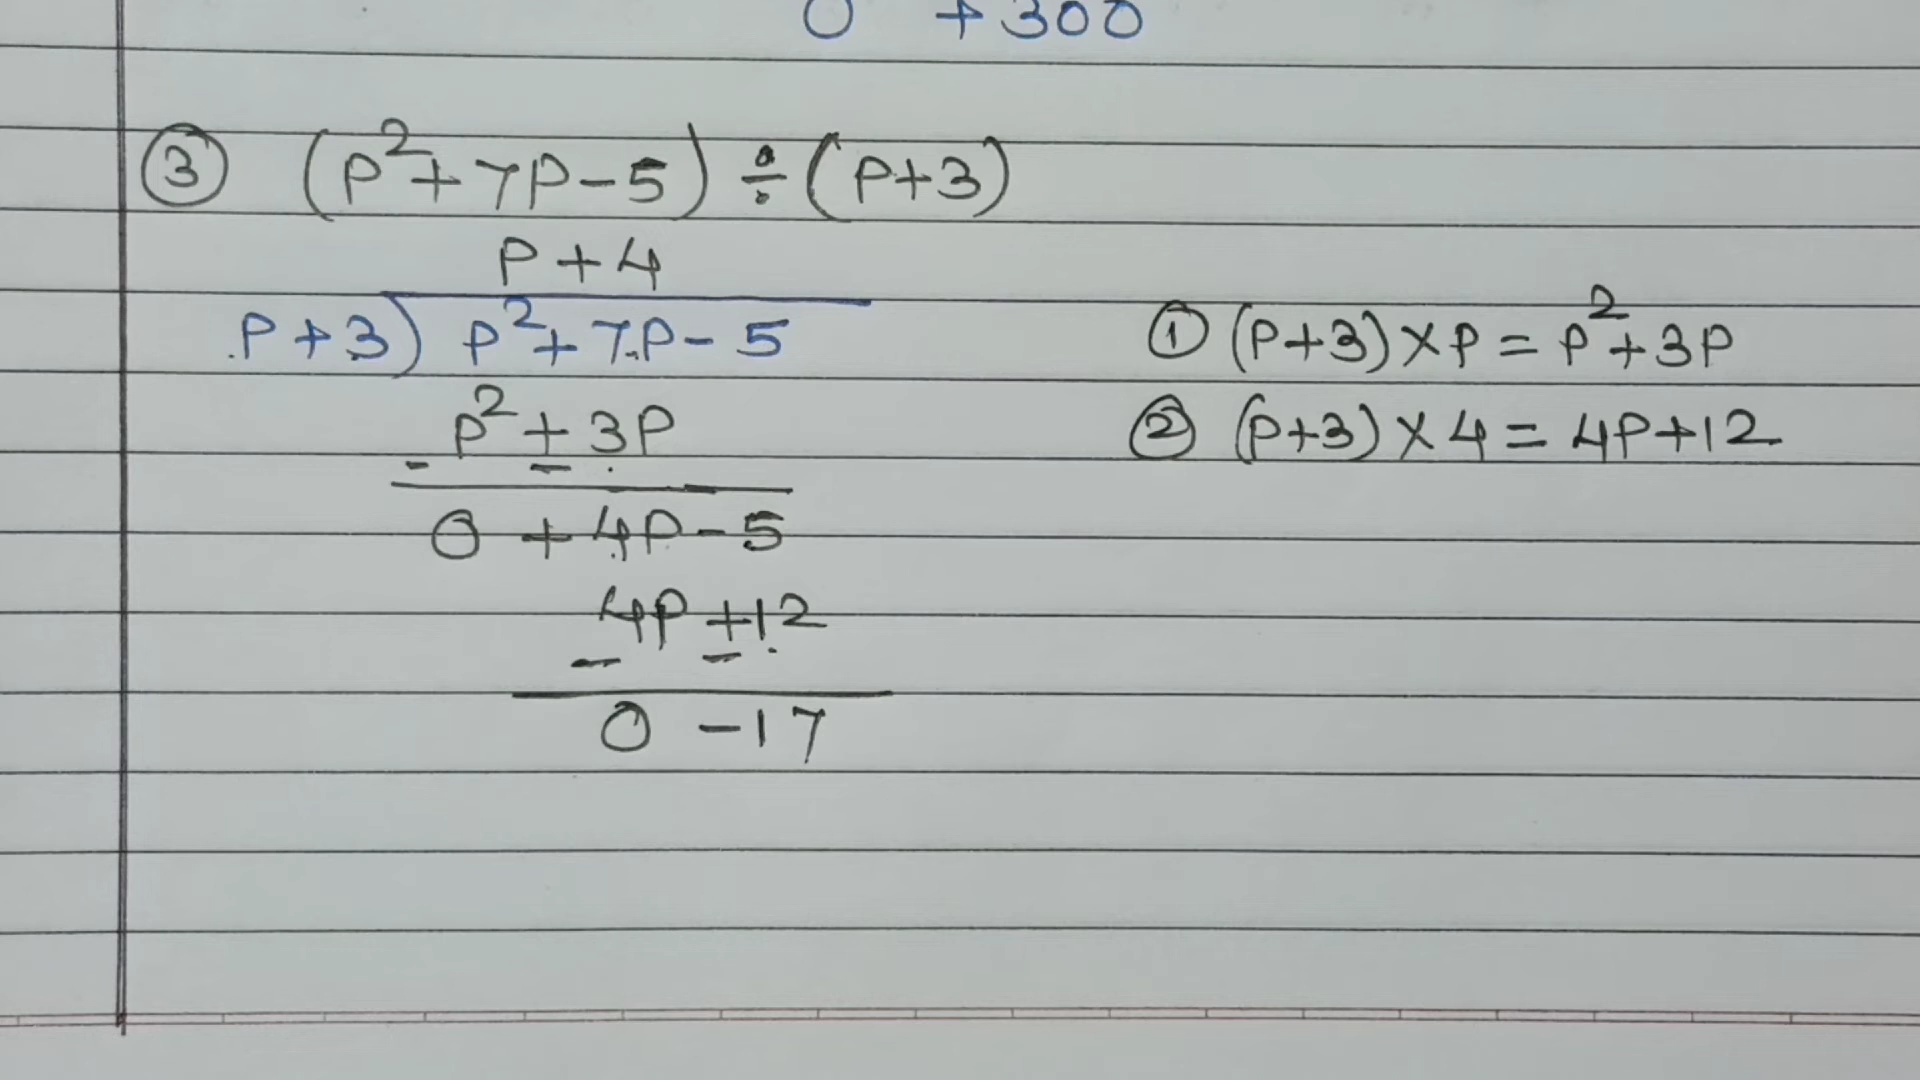 0 + 300
③ (P²+7P-5) ÷ (P+3)
P+4
P+3) P²+7P-5
① (P+3)×P = P²+3P
P²+3P
② (P+3)×4 = 4P+12
- -
0 + 4P-5
4P+12
- -
0 -17